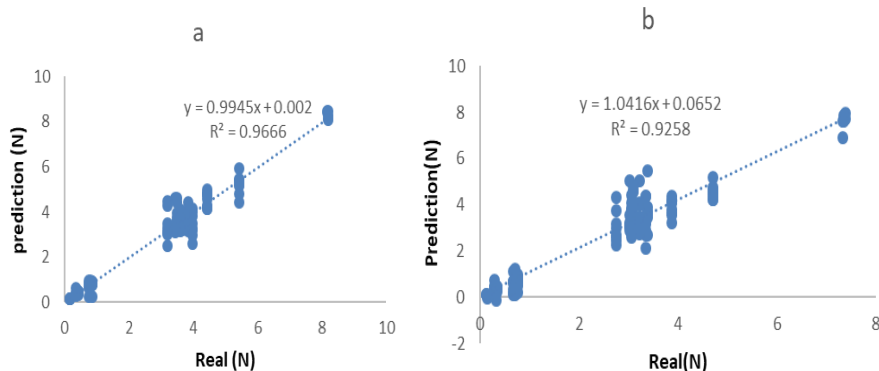 a
10
8
6
4
2
0
y = 0.9945x + 0.002
R² = 0.9666
prediction (N)
0 2 4 6 8 10
Real (N)
b
10
8
6
4
2
0
-2
y = 1.0416x + 0.0652
R² = 0.9258
Prediction(N)
0 2 4 6 8
Real(N)